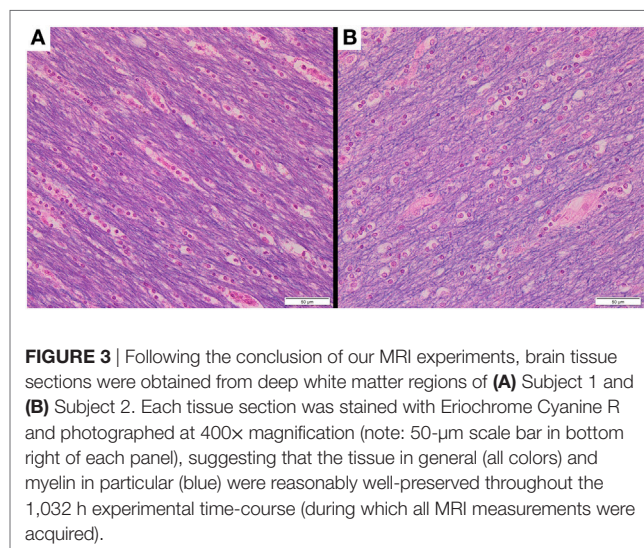 A B
50 µm 50 µm
FIGURE 3 | Following the conclusion of our MRI experiments, brain tissue
sections were obtained from deep white matter regions of (A) Subject 1 and
(B) Subject 2. Each tissue section was stained with Eriochrome Cyanine R
and photographed at 400× magnification (note: 50-µm scale bar in bottom
right of each panel), suggesting that the tissue in general (all colors) and
myelin in particular (blue) were reasonably well-preserved throughout the
1,032 h experimental time-course (during which all MRI measurements were
acquired).